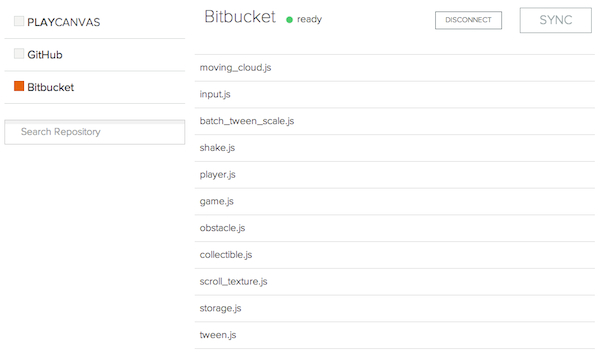 PLAYCANVAS
GitHub
Bitbucket
Search Repository
Bitbucket ready DISCONNECT SYNC
moving_cloud.js
input.js
batch_tween_scale.js
shake.js
player.js
game.js
obstacle.js
collectible.js
scroll_texture.js
storage.js
tween.js